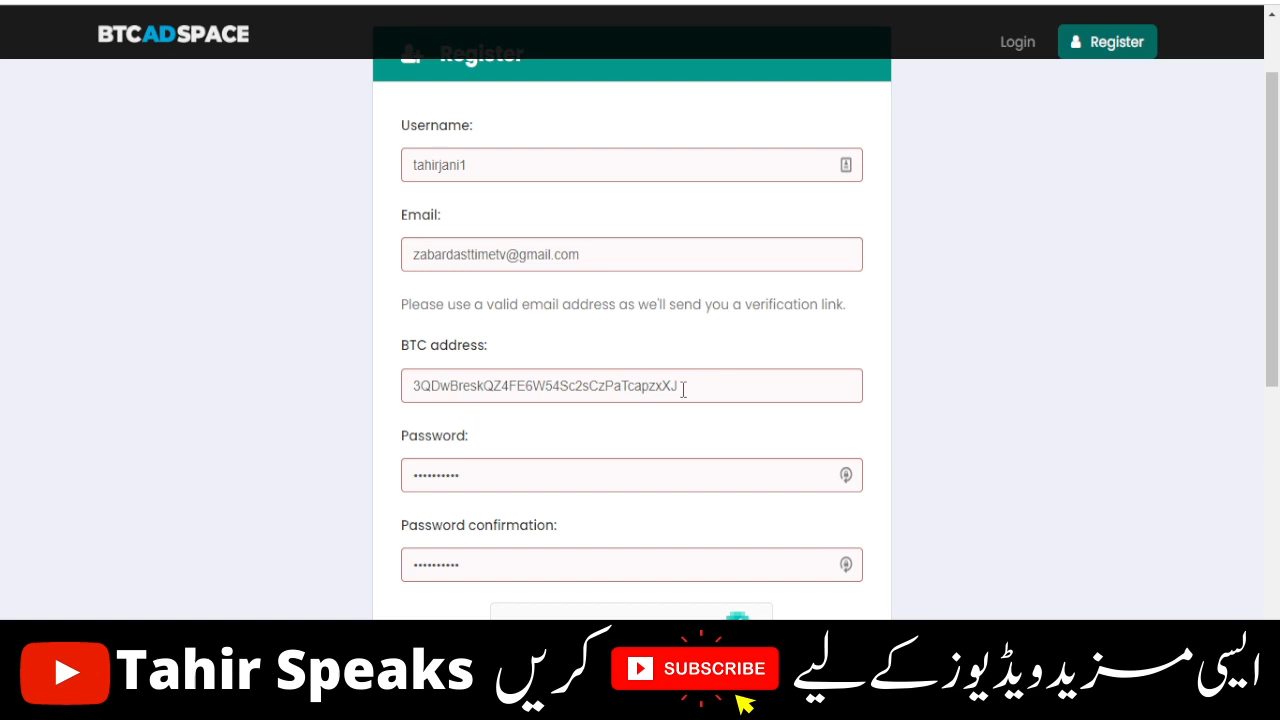 BTCADSPACE
Login
Register
Register
Username:
tahirjani1
Email:
zabardasttimetv@gmail.com
Please use a valid email address as we'll send you a verification link.
BTC address:
3QDwBreskQZ4FE6W54Sc2sCzPaTcapzxXJ
Password:
••••••••••
Password confirmation:
••••••••••
ایسی مزید ویڈیوز کے لیے SUBSCRIBE کریں Tahir Speaks